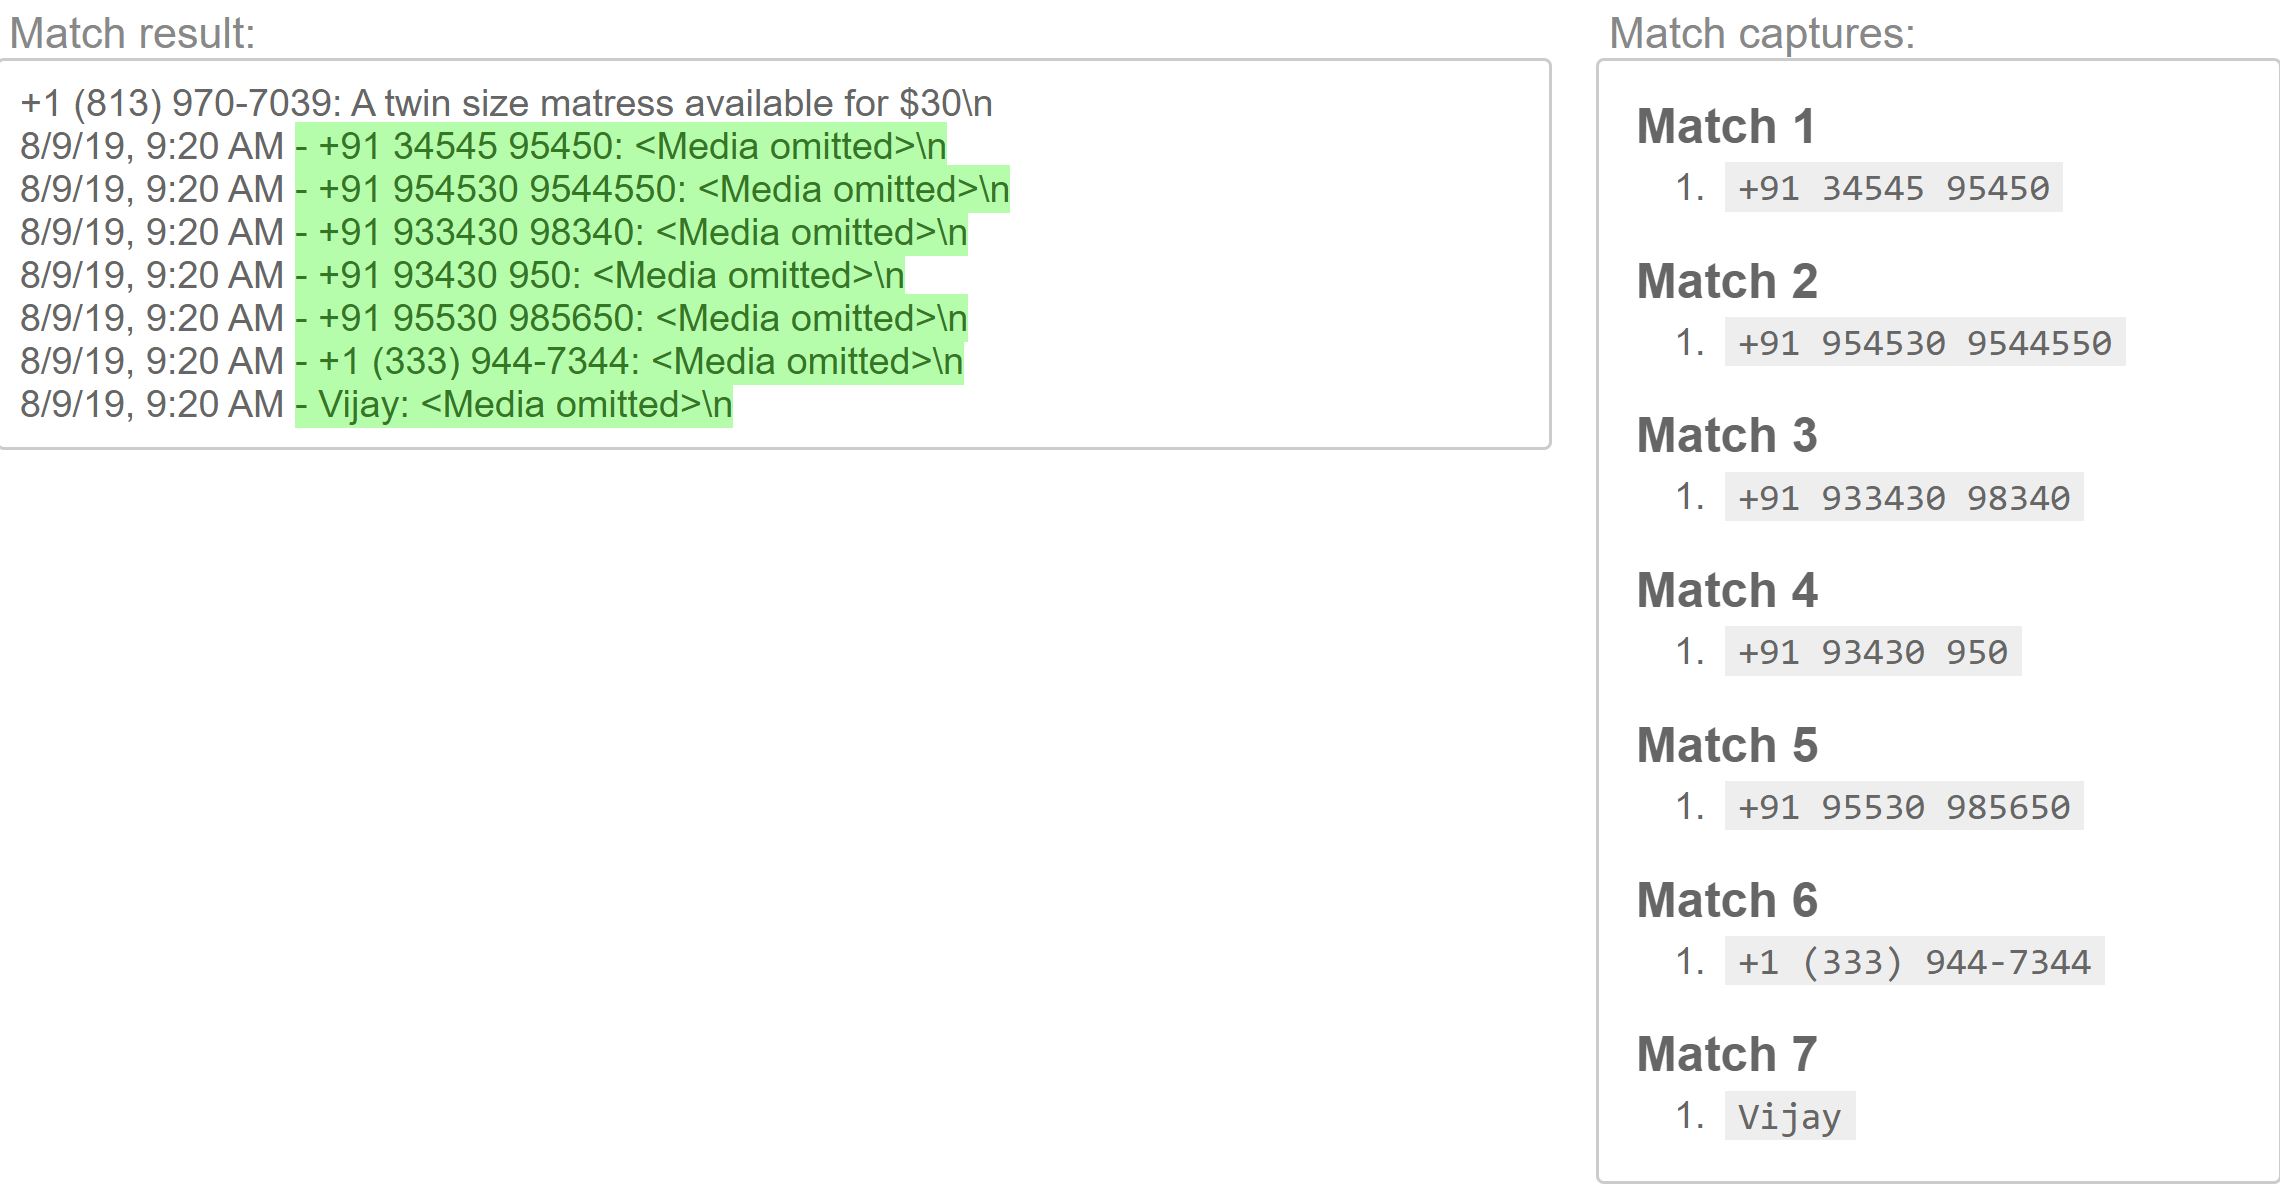 Match result:
+1 (813) 970-7039: A twin size matress available for $30\n
8/9/19, 9:20 AM - +91 34545 95450: <Media omitted>\n
8/9/19, 9:20 AM - +91 954530 9544550: <Media omitted>\n
8/9/19, 9:20 AM - +91 933430 98340: <Media omitted>\n
8/9/19, 9:20 AM - +91 93430 950: <Media omitted>\n
8/9/19, 9:20 AM - +91 95530 985650: <Media omitted>\n
8/9/19, 9:20 AM - +1 (333) 944-7344: <Media omitted>\n
8/9/19, 9:20 AM - Vijay: <Media omitted>\n
Match captures:
Match 1
1. +91 34545 95450
Match 2
1. +91 954530 9544550
Match 3
1. +91 933430 98340
Match 4
1. +91 93430 950
Match 5
1. +91 95530 985650
Match 6
1. +1 (333) 944-7344
Match 7
1. Vijay